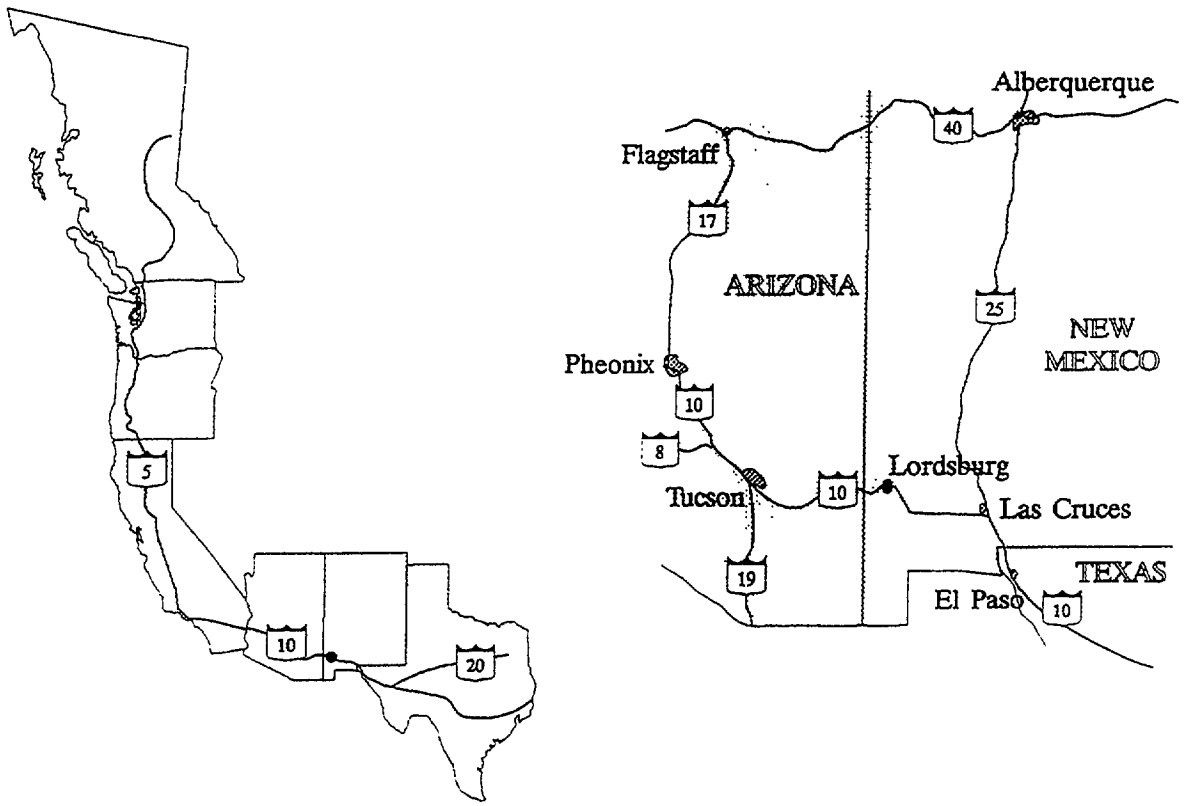 5
10
20
Alberquerque
40
Flagstaff
17
ARIZONA
25
NEW
MEXICO
Pheonix
10
8
Lordsburg
Tucson
10
Las Cruces
19
TEXAS
El Paso
10